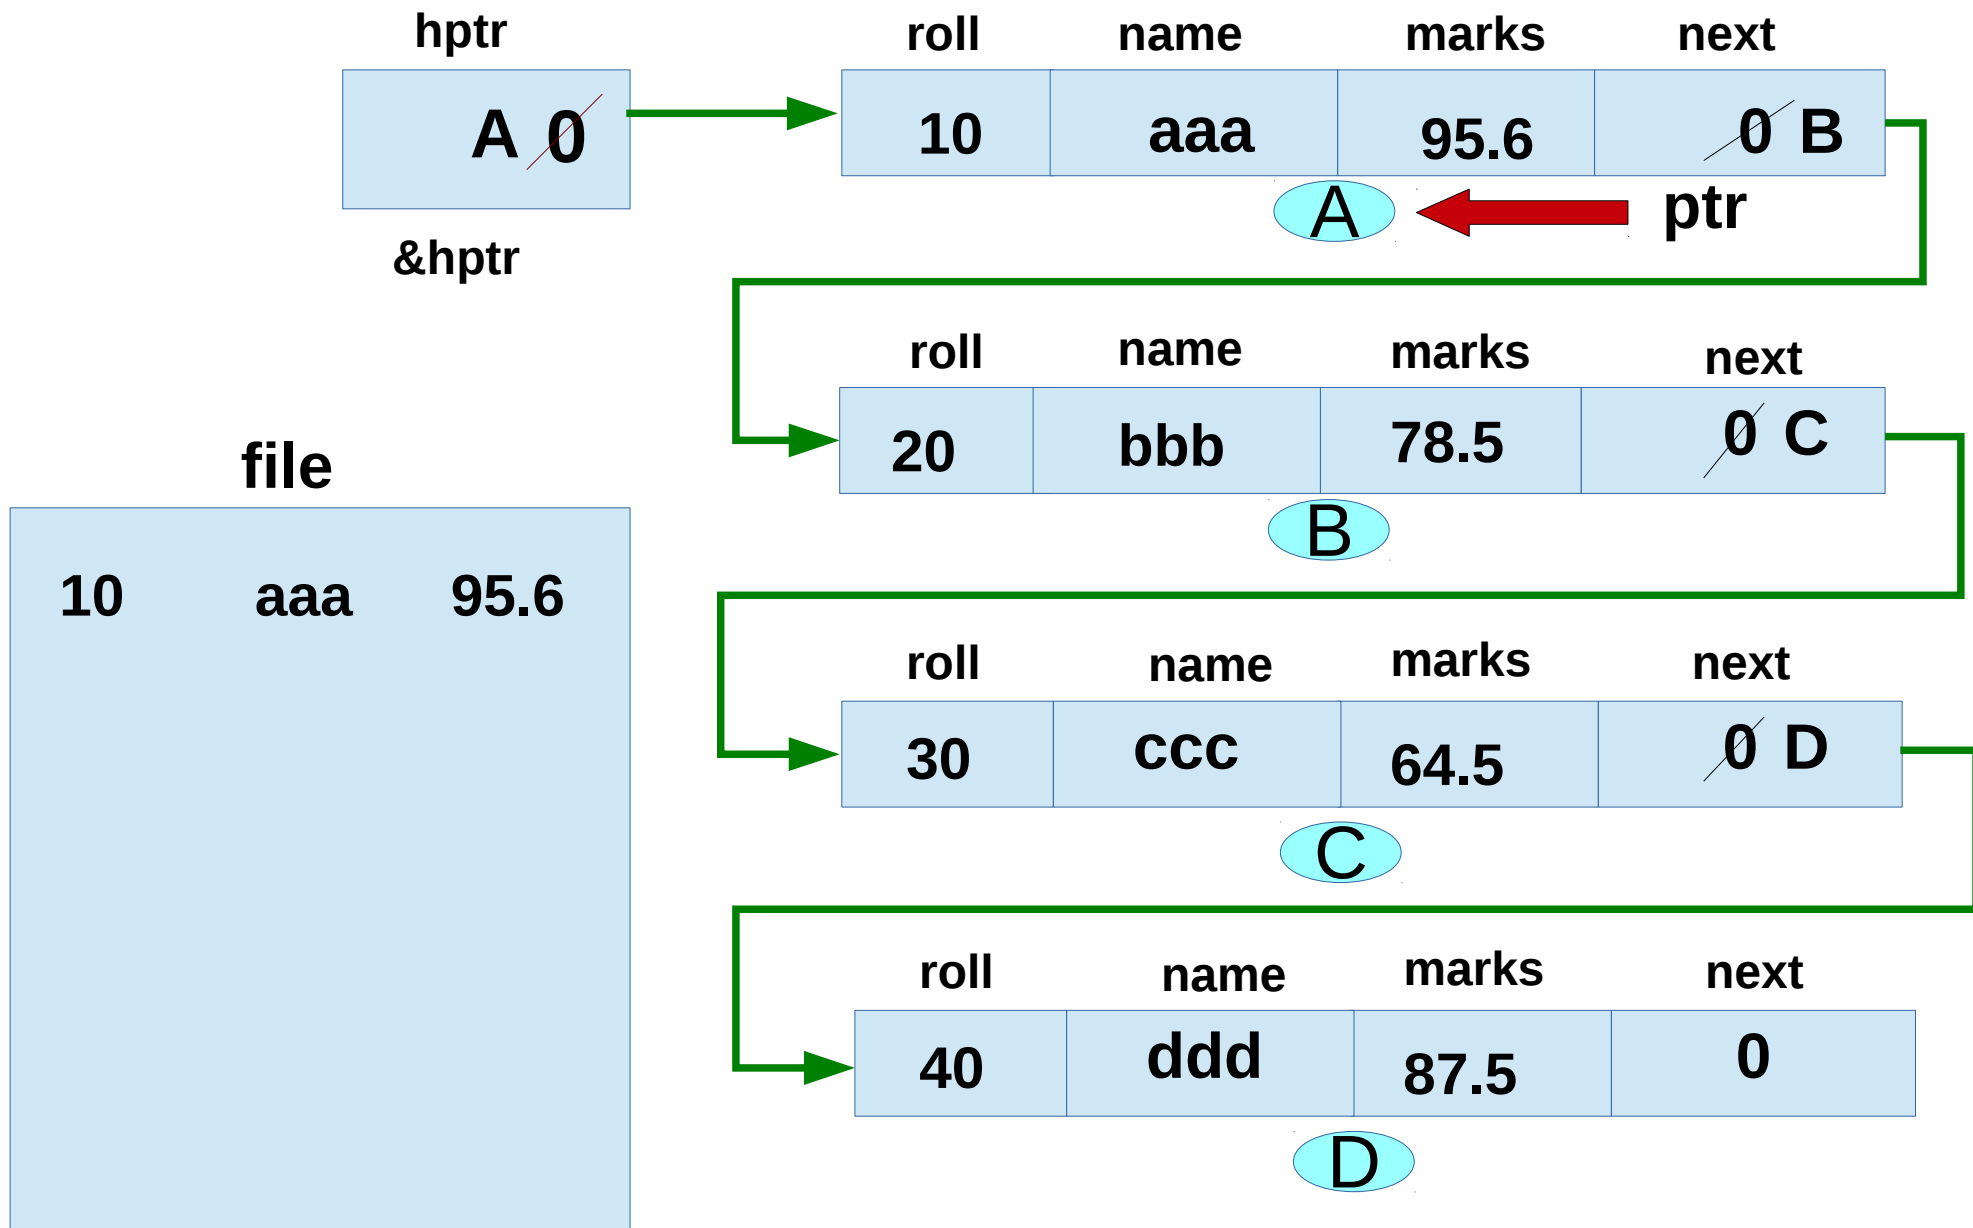 hptr
A 0
&hptr
roll name marks next
10 aaa 95.6 0 B
A ptr
roll name marks next
20 bbb 78.5 0 C
B
file
10 aaa 95.6
roll name marks next
30 ccc 64.5 0 D
C
roll name marks next
40 ddd 87.5 0
D